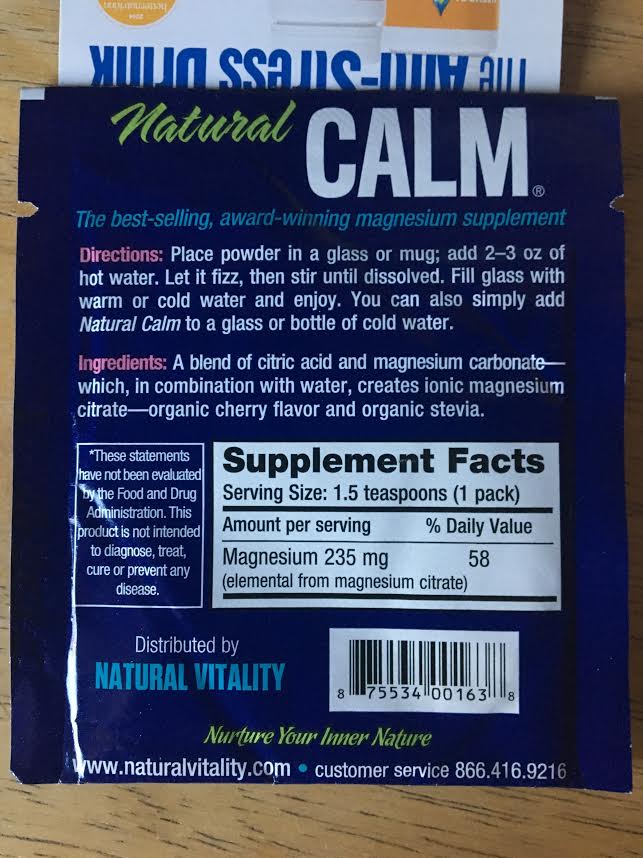 The Anti-Stress Drink
Natural CALM®
The best-selling, award-winning magnesium supplement
Directions: Place powder in a glass or mug; add 2–3 oz of
hot water. Let it fizz, then stir until dissolved. Fill glass with
warm or cold water and enjoy. You can also simply add
Natural Calm to a glass or bottle of cold water.
Ingredients: A blend of citric acid and magnesium carbonate—
which, in combination with water, creates ionic magnesium
citrate—organic cherry flavor and organic stevia.
*These statements
have not been evaluated
by the Food and Drug
Administration. This
product is not intended
to diagnose, treat,
cure or prevent any
disease.
Supplement Facts
Serving Size: 1.5 teaspoons (1 pack)
Amount per serving % Daily Value
Magnesium 235 mg 58
(elemental from magnesium citrate)
Distributed by
NATURAL VITALITY
8 75534 00163 8
Nurture Your Inner Nature
www.naturalvitality.com • customer service 866.416.9216